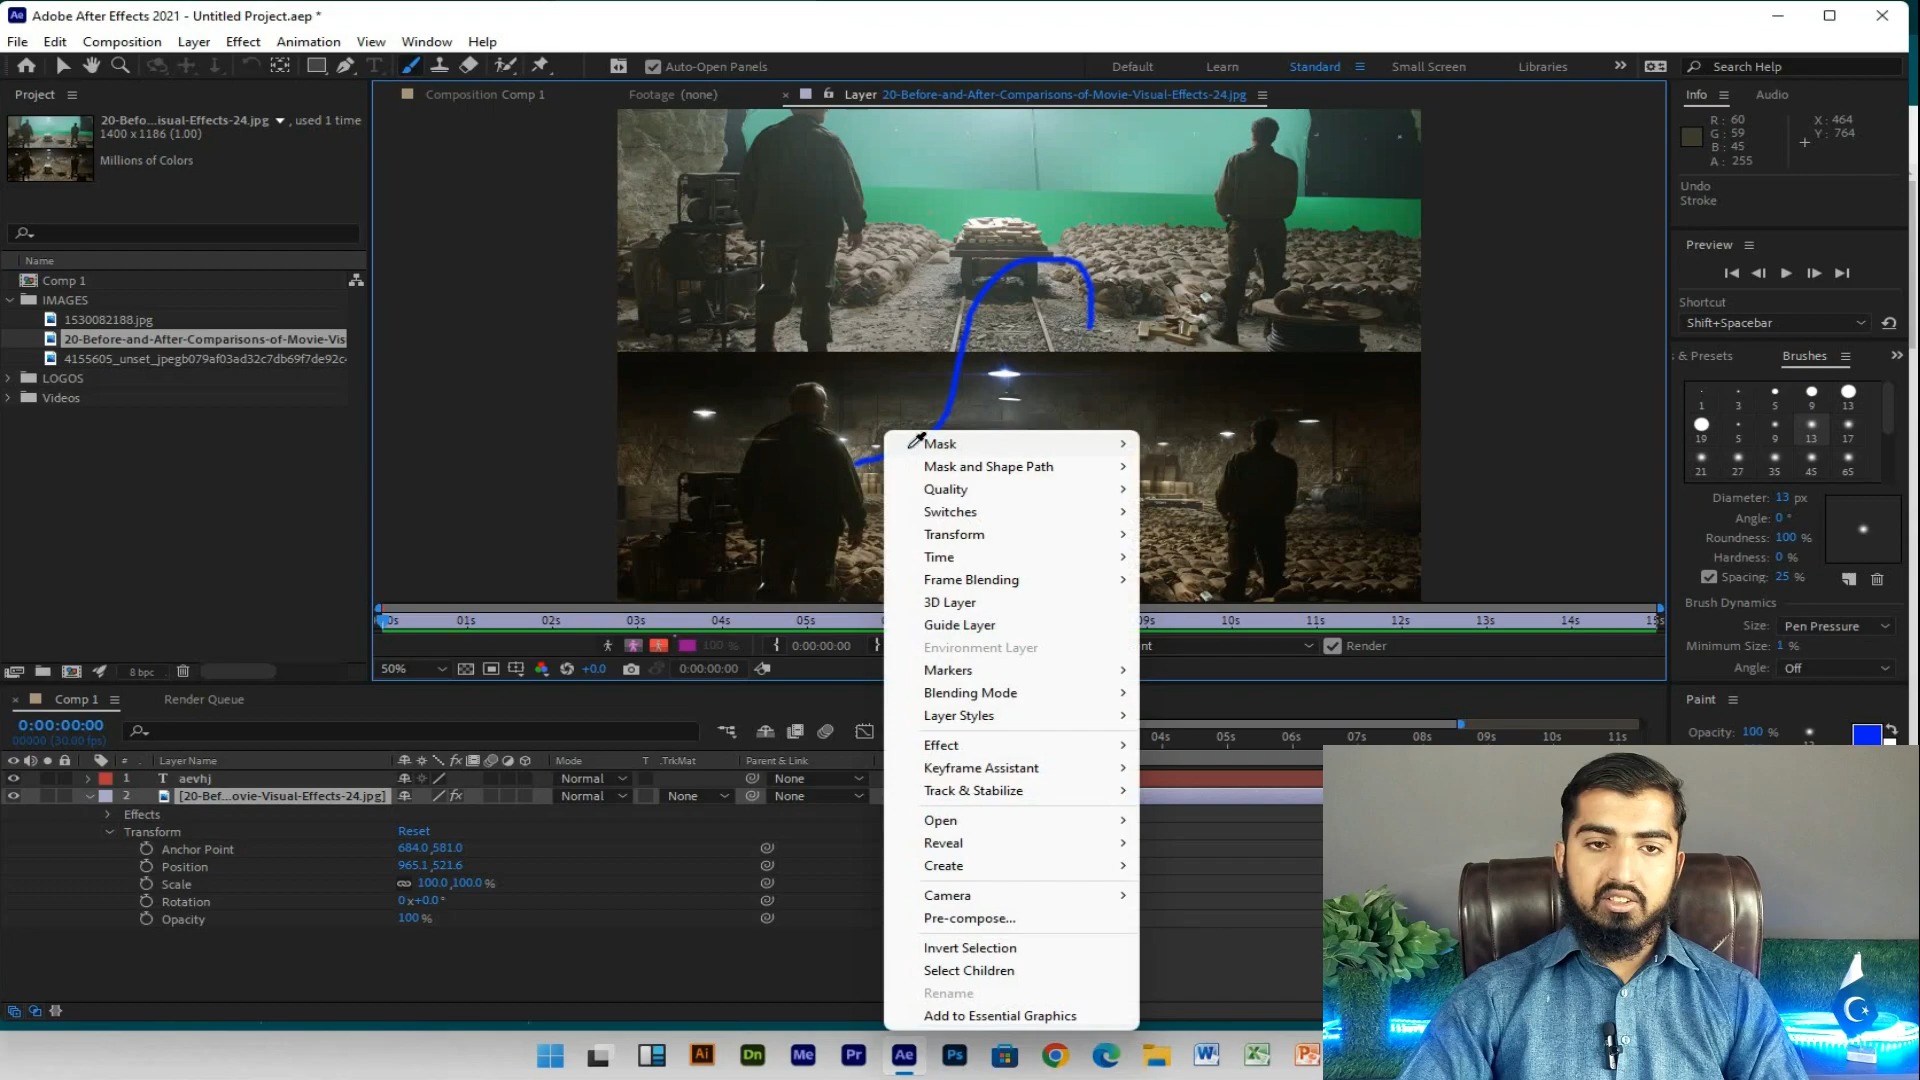 Adobe After Effects 2021 - Untitled Project.aep *
File Edit Composition Layer Effect Animation View Window Help
Auto-Open Panels
Default Learn Standard Small Screen Libraries
Search Help
Project
20-Befo...isual-Effects-24.jpg , used 1 time
1400 x 1186 (1.00)
Millions of Colors
Name
Comp 1
IMAGES
1530082188.jpg
20-Before-and-After-Comparisons-of-Movie-Vis
4155605_unset_jpegb079af03ad32c7db69f7de92c4
LOGOS
Videos
8 bpc
Composition Comp 1
Footage (none)
Layer 20-Before-and-After-Comparisons-of-Movie-Visual-Effects-24.jpg
01s 02s 03s 04s 05s 10s 11s 12s 13s 14s 15s
100 %
0:00:00:00
Render
50%
+0.0
0:00:00:00
Mask
Mask and Shape Path
Quality
Switches
Transform
Time
Frame Blending
3D Layer
Guide Layer
Environment Layer
Markers
Blending Mode
Layer Styles
Effect
Keyframe Assistant
Track & Stabilize
Open
Reveal
Create
Camera
Pre-compose...
Invert Selection
Select Children
Rename
Add to Essential Graphics
Info Audio
R: 60
G: 59
B: 45
A: 255
X: 464
Y: 764
Undo
Stroke
Preview
Shortcut
Shift+Spacebar
& Presets Brushes
1 3 5 9 13
19 5 9 13 17
21 27 35 45 65
Diameter: 13 px
Angle: 0 °
Roundness: 100 %
Hardness: 0 %
Spacing: 25 %
Brush Dynamics
Size: Pen Pressure
Minimum Size: 1 %
Angle: Off
Paint
Opacity: 100 %
Comp 1
Render Queue
0:00:00:00
00000 (30.00 fps)
04s 05s 06s 07s 08s 09s 10s 11s
# Layer Name Mode T .TrkMat Parent & Link
1 T aevhj Normal None
2 [20-Bef...ovie-Visual-Effects-24.jpg] fx Normal None None
Effects
Transform Reset
Anchor Point 684.0,581.0
Position 965.1,521.6
Scale 100.0,100.0 %
Rotation 0x+0.0°
Opacity 100 %
Ai Dn Me Pr Ae Ps W X P